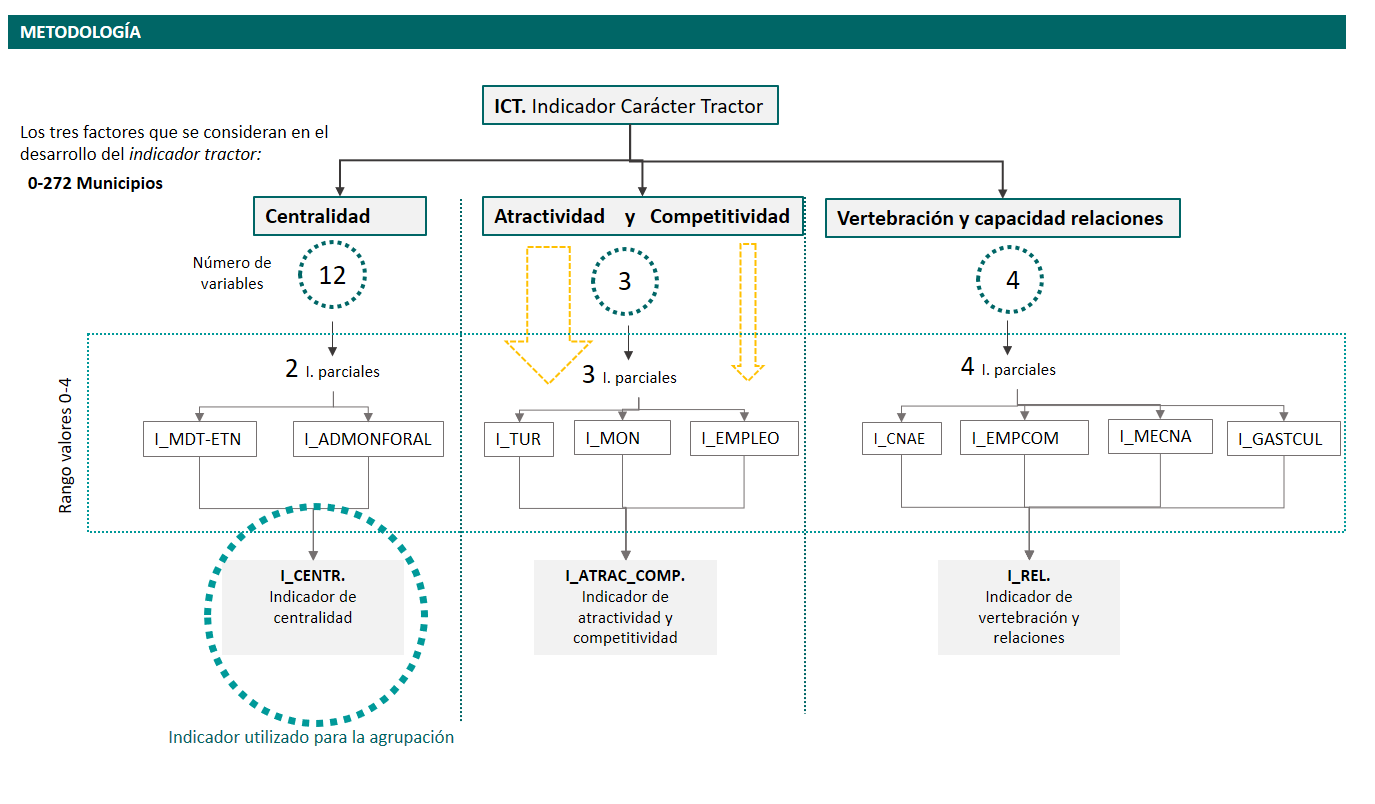 METODOLOGÍA
ICT. Indicador Carácter Tractor
Los tres factores que se consideran en el
desarrollo del indicador tractor:
0-272 Municipios
Centralidad
Atractividad y Competitividad
Vertebración y capacidad relaciones
Número de
variables
12
3
4
2 I. parciales
3 I. parciales
4 I. parciales
Rango valores 0-4
I_MDT-ETN
I_ADMONFORAL
I_TUR
I_MON
I_EMPLEO
I_CNAE
I_EMPCOM
I_MECNA
I_GASTCUL
I_CENTR.
Indicador de
centralidad
I_ATRAC_COMP.
Indicador de
atractividad y
competitividad
I_REL.
Indicador de
vertebración y
relaciones
Indicador utilizado para la agrupación